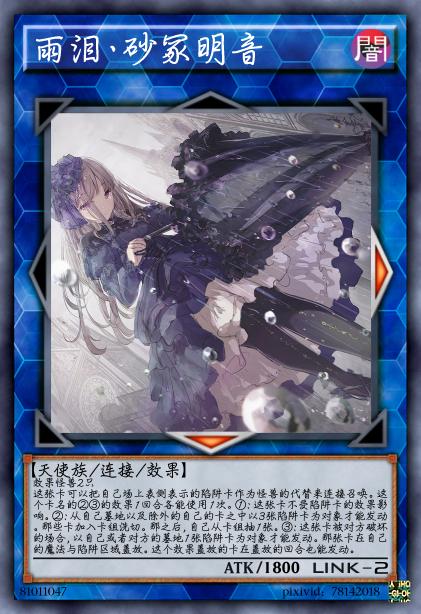 雨泪·砂冢明音
闇
【天使族/连接/效果】
效果怪兽2只
这张卡可以把自己场上表侧表示的陷阱卡作为怪兽的代替来连接召唤。这
个卡名的②③的效果1回合各能使用1次。①：这张卡不受陷阱卡的效果影
响。②：从自己墓地以及除外的自己的卡之中以3张陷阱卡为对象才能发动
。那些卡加入卡组洗切。那之后，自己从卡组抽1张。③：这张卡被对方破坏
的场合，以自己或者对方的墓地1张陷阱卡为对象才能发动。那张卡在自己
的魔法与陷阱区域盖放。这个效果盖放的卡在盖放的回合也能发动。
ATK/1800 LINK-2
81011047 pixivid: 78142018